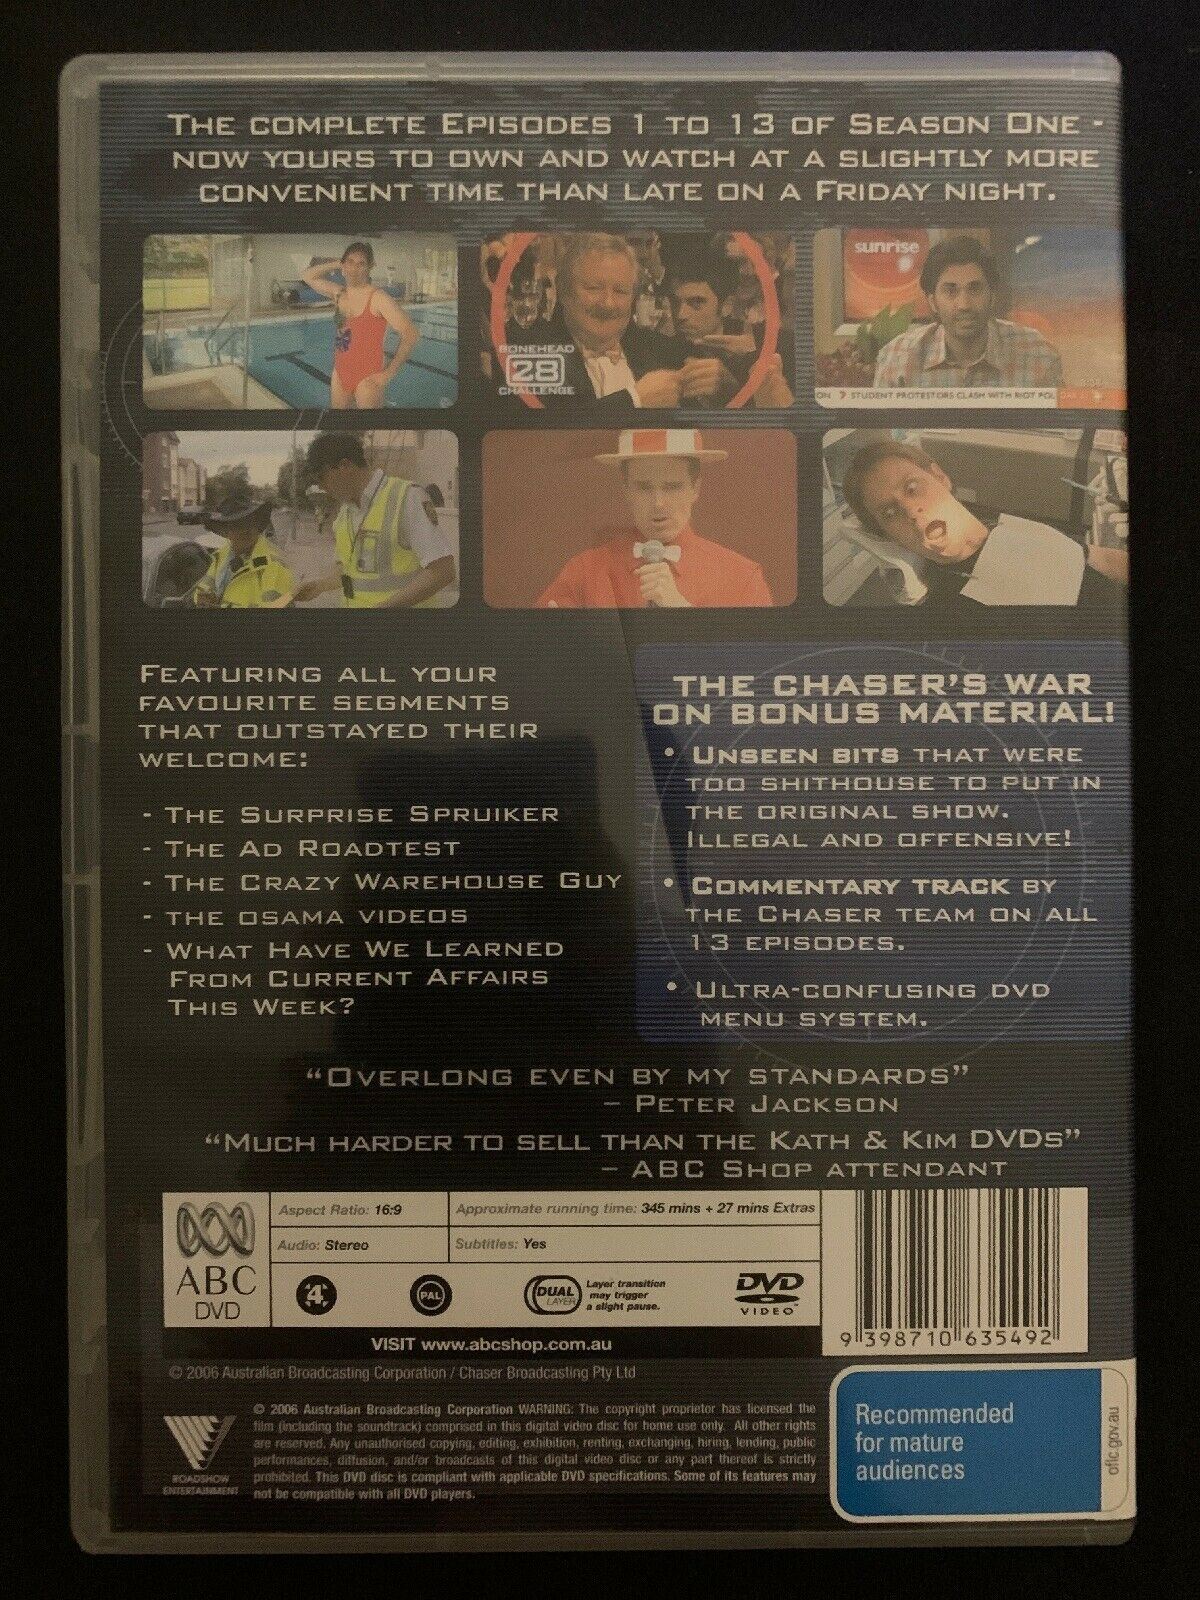 THE COMPLETE EPISODES 1 TO 13 OF SEASON ONE -
NOW YOURS TO OWN AND WATCH AT A SLIGHTLY MORE
CONVENIENT TIME THAN LATE ON A FRIDAY NIGHT.
BONEHEAD
28
CHALLENGE
sunrise
ON 7 STUDENT PROTESTORS CLASH WITH RIOT POL
FEATURING ALL YOUR
FAVOURITE SEGMENTS
THAT OUTSTAYED THEIR
WELCOME:
- THE SURPRISE SPRUIKER
- THE AD ROADTEST
- THE CRAZY WAREHOUSE GUY
- THE OSAMA VIDEOS
- WHAT HAVE WE LEARNED
FROM CURRENT AFFAIRS
THIS WEEK?
THE CHASER'S WAR
ON BONUS MATERIAL!
• UNSEEN BITS THAT WERE
TOO SHITHOUSE TO PUT IN
THE ORIGINAL SHOW.
ILLEGAL AND OFFENSIVE!
• COMMENTARY TRACK BY
THE CHASER TEAM ON ALL
13 EPISODES.
• ULTRA-CONFUSING DVD
MENU SYSTEM.
"OVERLONG EVEN BY MY STANDARDS"
– PETER JACKSON
"MUCH HARDER TO SELL THAN THE KATH & KIM DVDS"
– ABC SHOP ATTENDANT
ABC
DVD
Aspect Ratio: 16:9
Approximate running time: 345 mins + 27 mins Extras
Audio: Stereo
Subtitles: Yes
4
PAL
DUAL
LAYER
Layer transition
may trigger
a slight pause.
DVD
VIDEO™
9 398710 635492
VISIT www.abcshop.com.au
© 2006 Australian Broadcasting Corporation / Chaser Broadcasting Pty Ltd
ROADSHOW
ENTERTAINMENT
© 2006 Australian Broadcasting Corporation WARNING: The copyright proprietor has licensed the
film (including the soundtrack) comprised in this digital video disc for home use only. All other rights
are reserved. Any unauthorised copying, editing, exhibition, renting, exchanging, hiring, lending, public
performances, diffusion, and/or broadcasts of this digital video disc or any part thereof is strictly
prohibited. This DVD disc is compliant with applicable DVD specifications. Some of its features may
not be compatible with all DVD players.
Recommended
for mature
audiences
oflc.gov.au